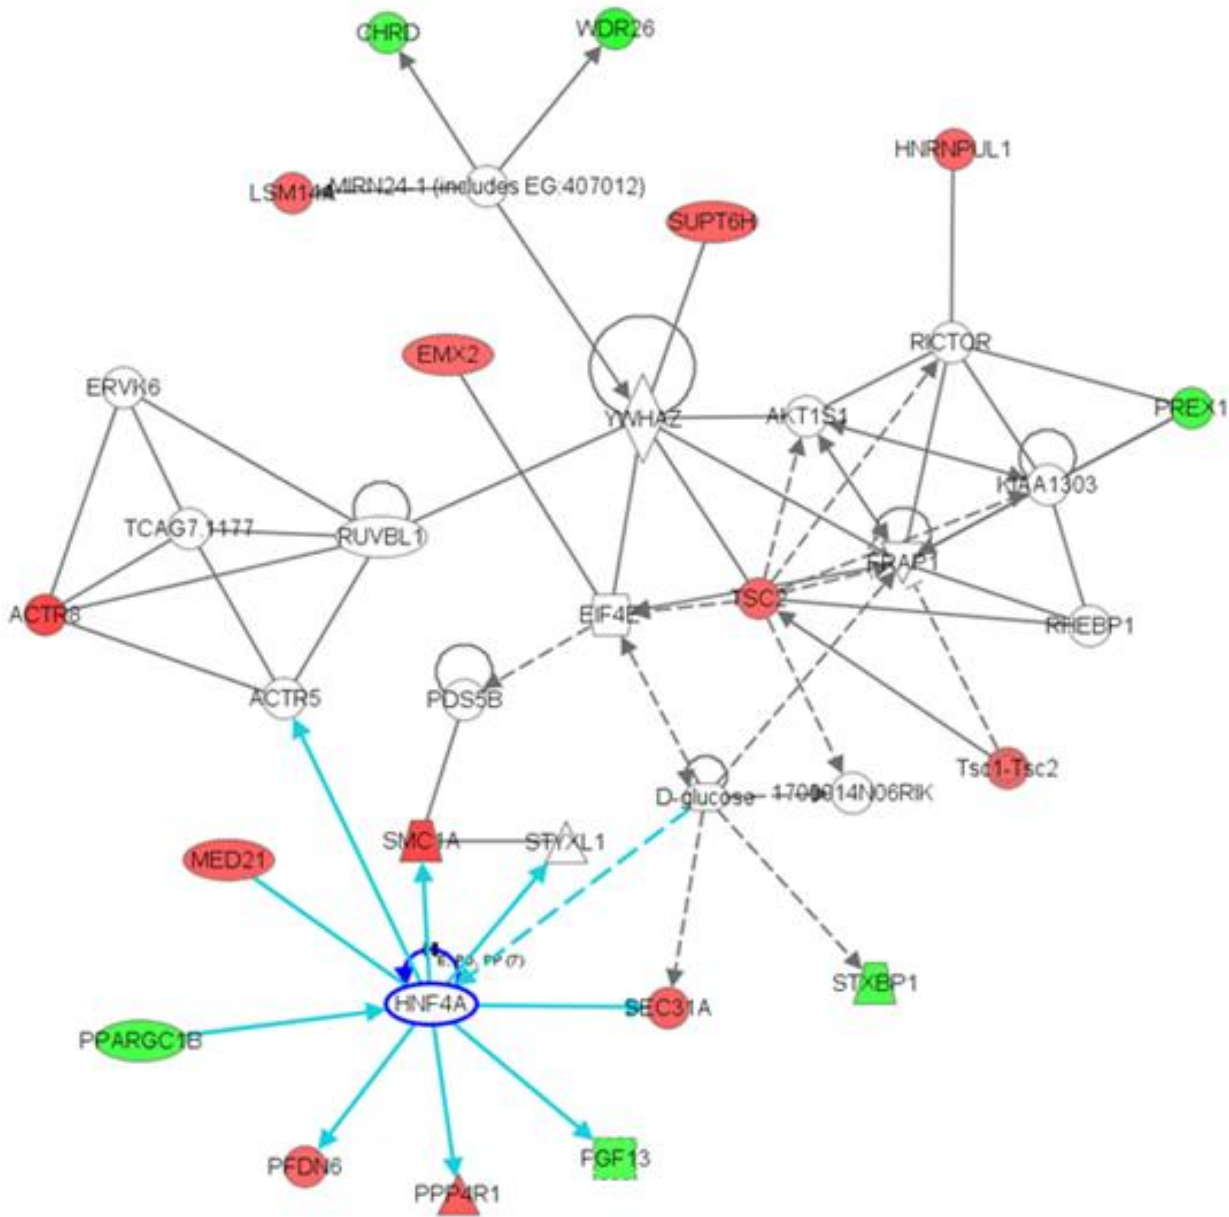 CHRD
WDR26
HNRNPUL1
LSM14A
MIRN24-1 (includes EG:407012)
SUPT6H
RICTOR
EMX2
ERVK6
YWHAZ
AKT1S1
PREX1
KIAA1303
TCAG7.1177
RUVBL1
FRAP1
TSC2
ACTR8
EIF4E
RHEBP1
ACTR5
PDS5B
Tsc1-Tsc2
D-glucose
1700014N06RIK
SMC1A
STYXL1
MED21
STXBP1
HNF4A
SEC31A
PPARGC1B
PFDN6
FGF13
PPP4R1